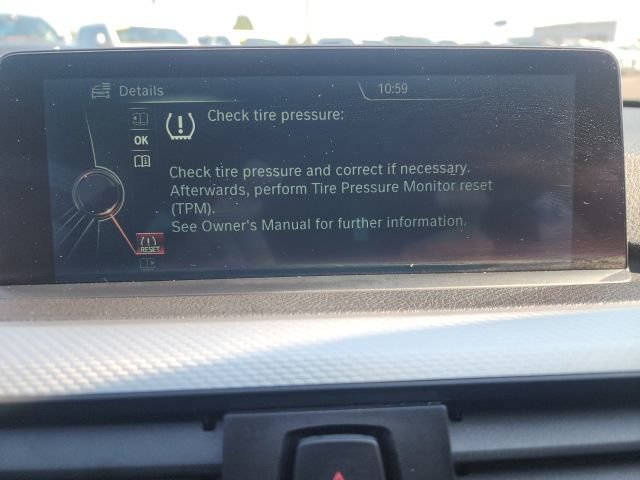 Details
10:59
Check tire pressure:
OK
Check tire pressure and correct if necessary.
Afterwards, perform Tire Pressure Monitor reset
(TPM).
See Owner's Manual for further information.
RESET